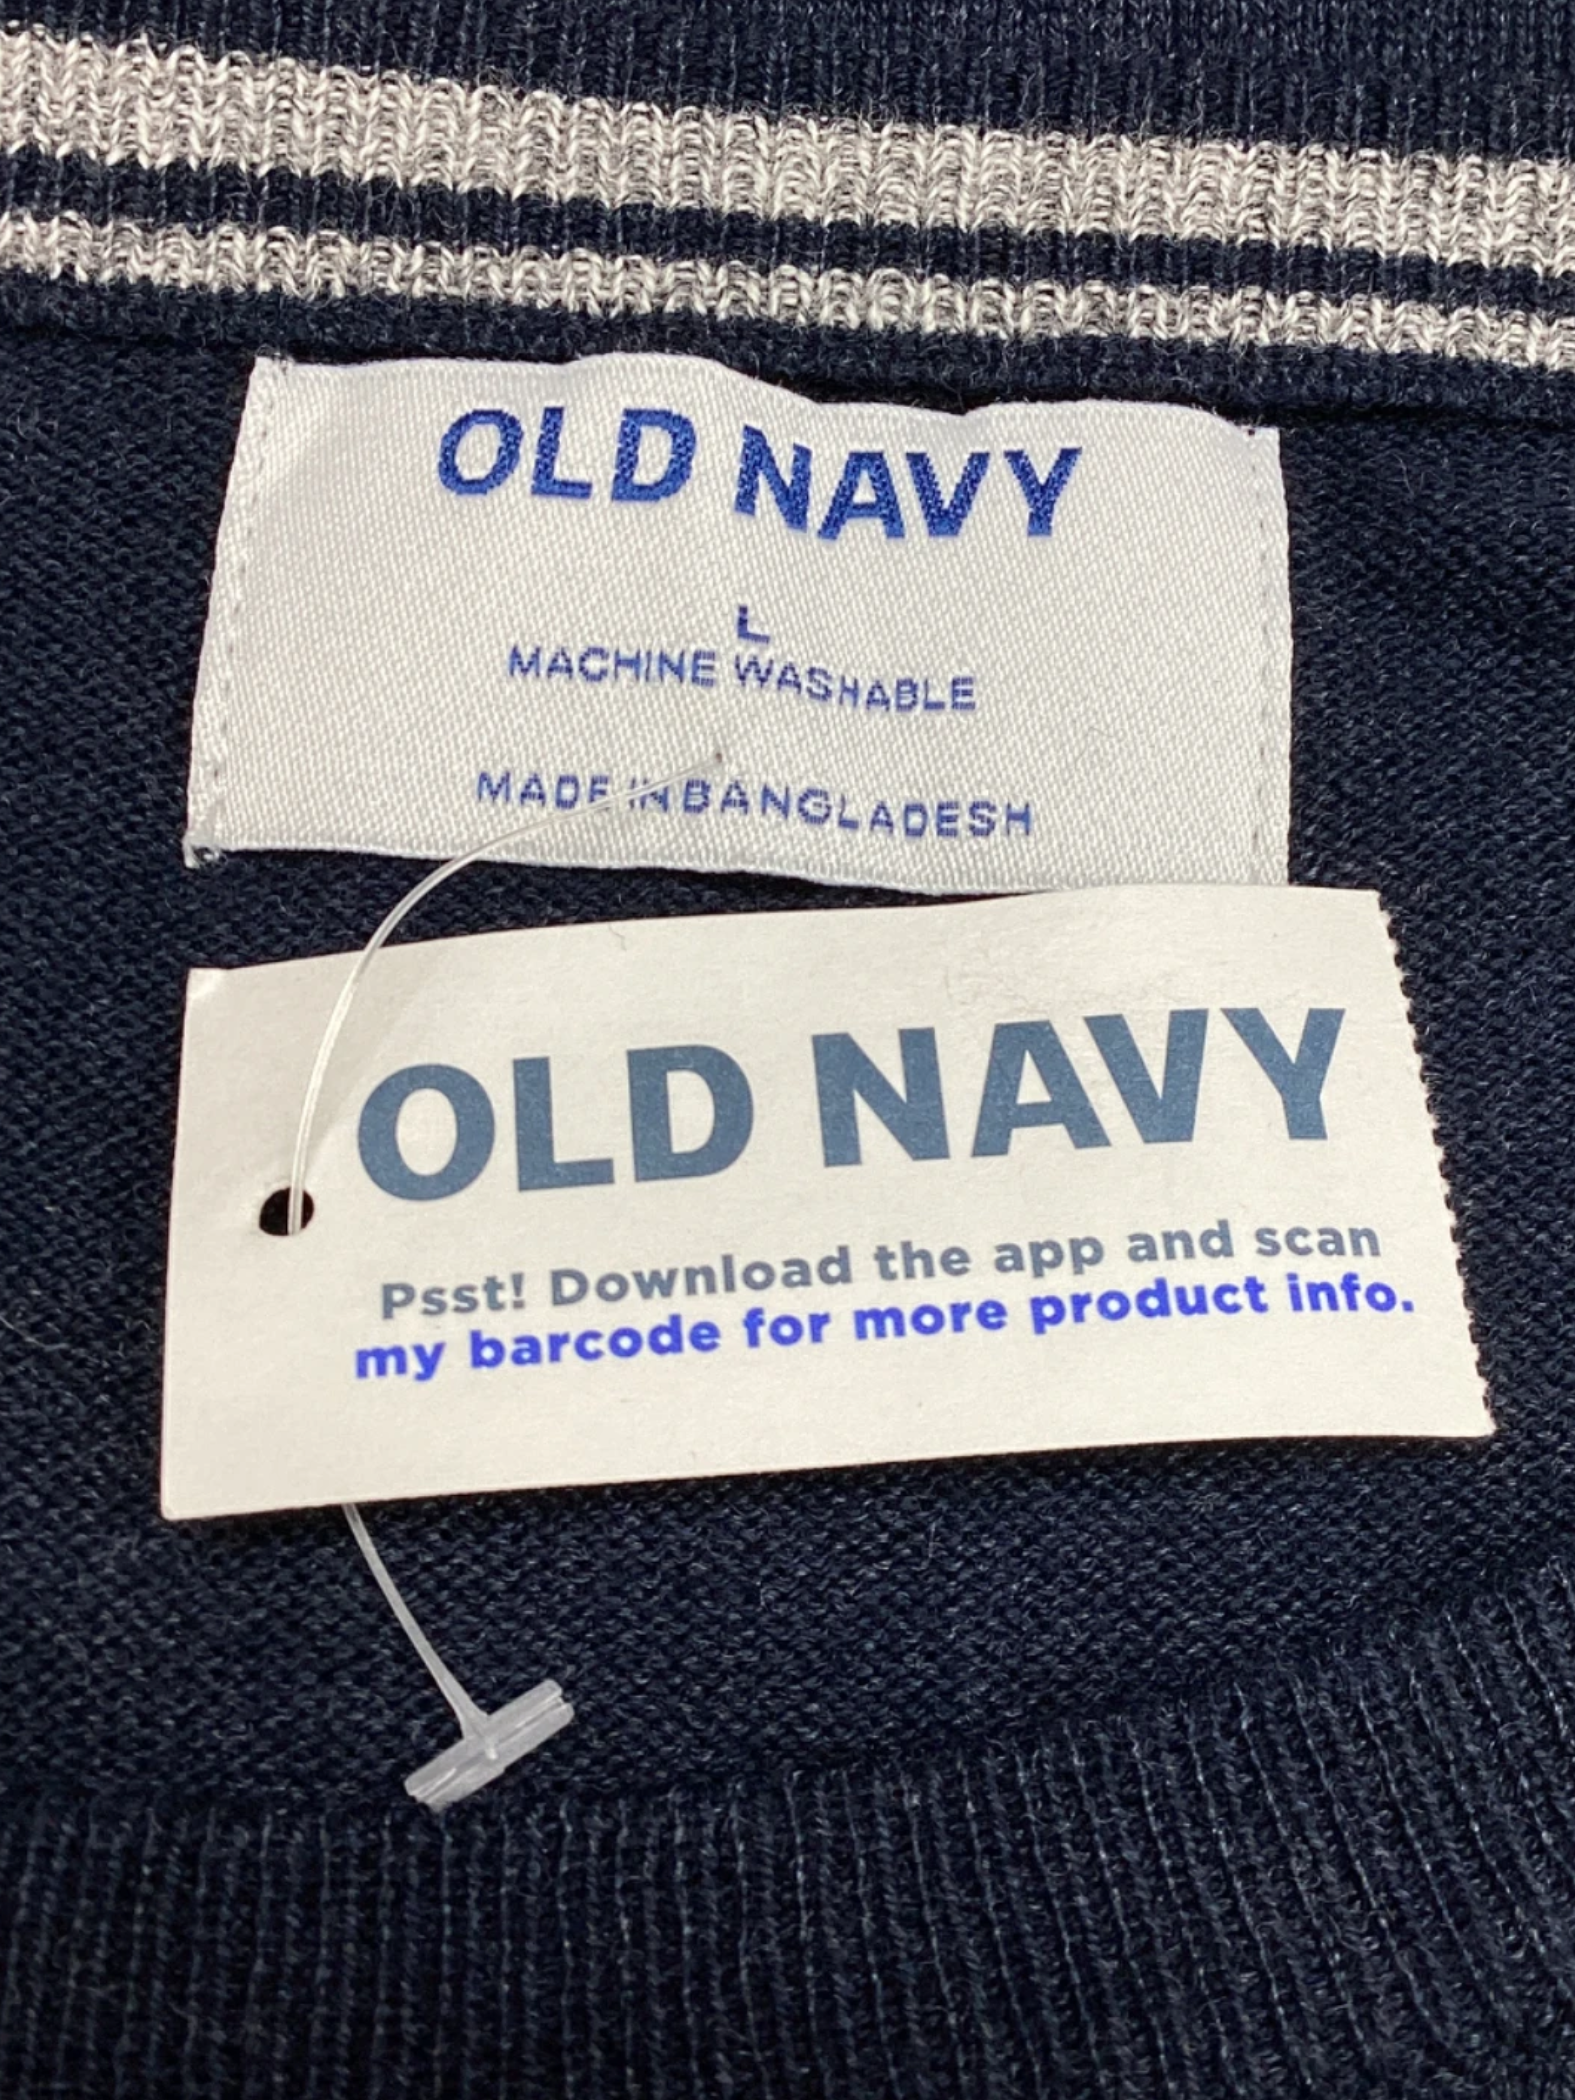 OLD NAVY
L
MACHINE WASHABLE
MADE IN BANGLADESH
OLD NAVY
Psst! Download the app and scan
my barcode for more product info.